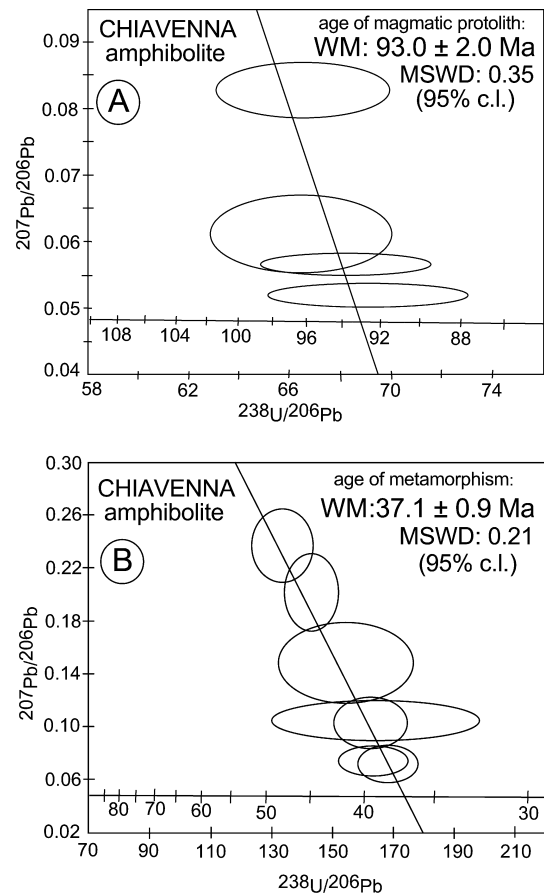 0.095
CHIAVENNA
amphibolite
age of magmatic protolith:
WM: 93.0 ± 2.0 Ma
MSWD: 0.35
(95% c.l.)
A
0.08
0.07
0.06
0.05
0.04
207Pb/206Pb
108 104 100 96 92 88
58 62 66 70 74
238U/206Pb
0.30
CHIAVENNA
amphibolite
age of metamorphism:
WM:37.1 ± 0.9 Ma
MSWD: 0.21
(95% c.l.)
B
0.26
0.22
0.18
0.14
0.10
0.06
0.02
207Pb/206Pb
80 70 60 50 40 30
70 90 110 130 150 170 190 210
238U/206Pb